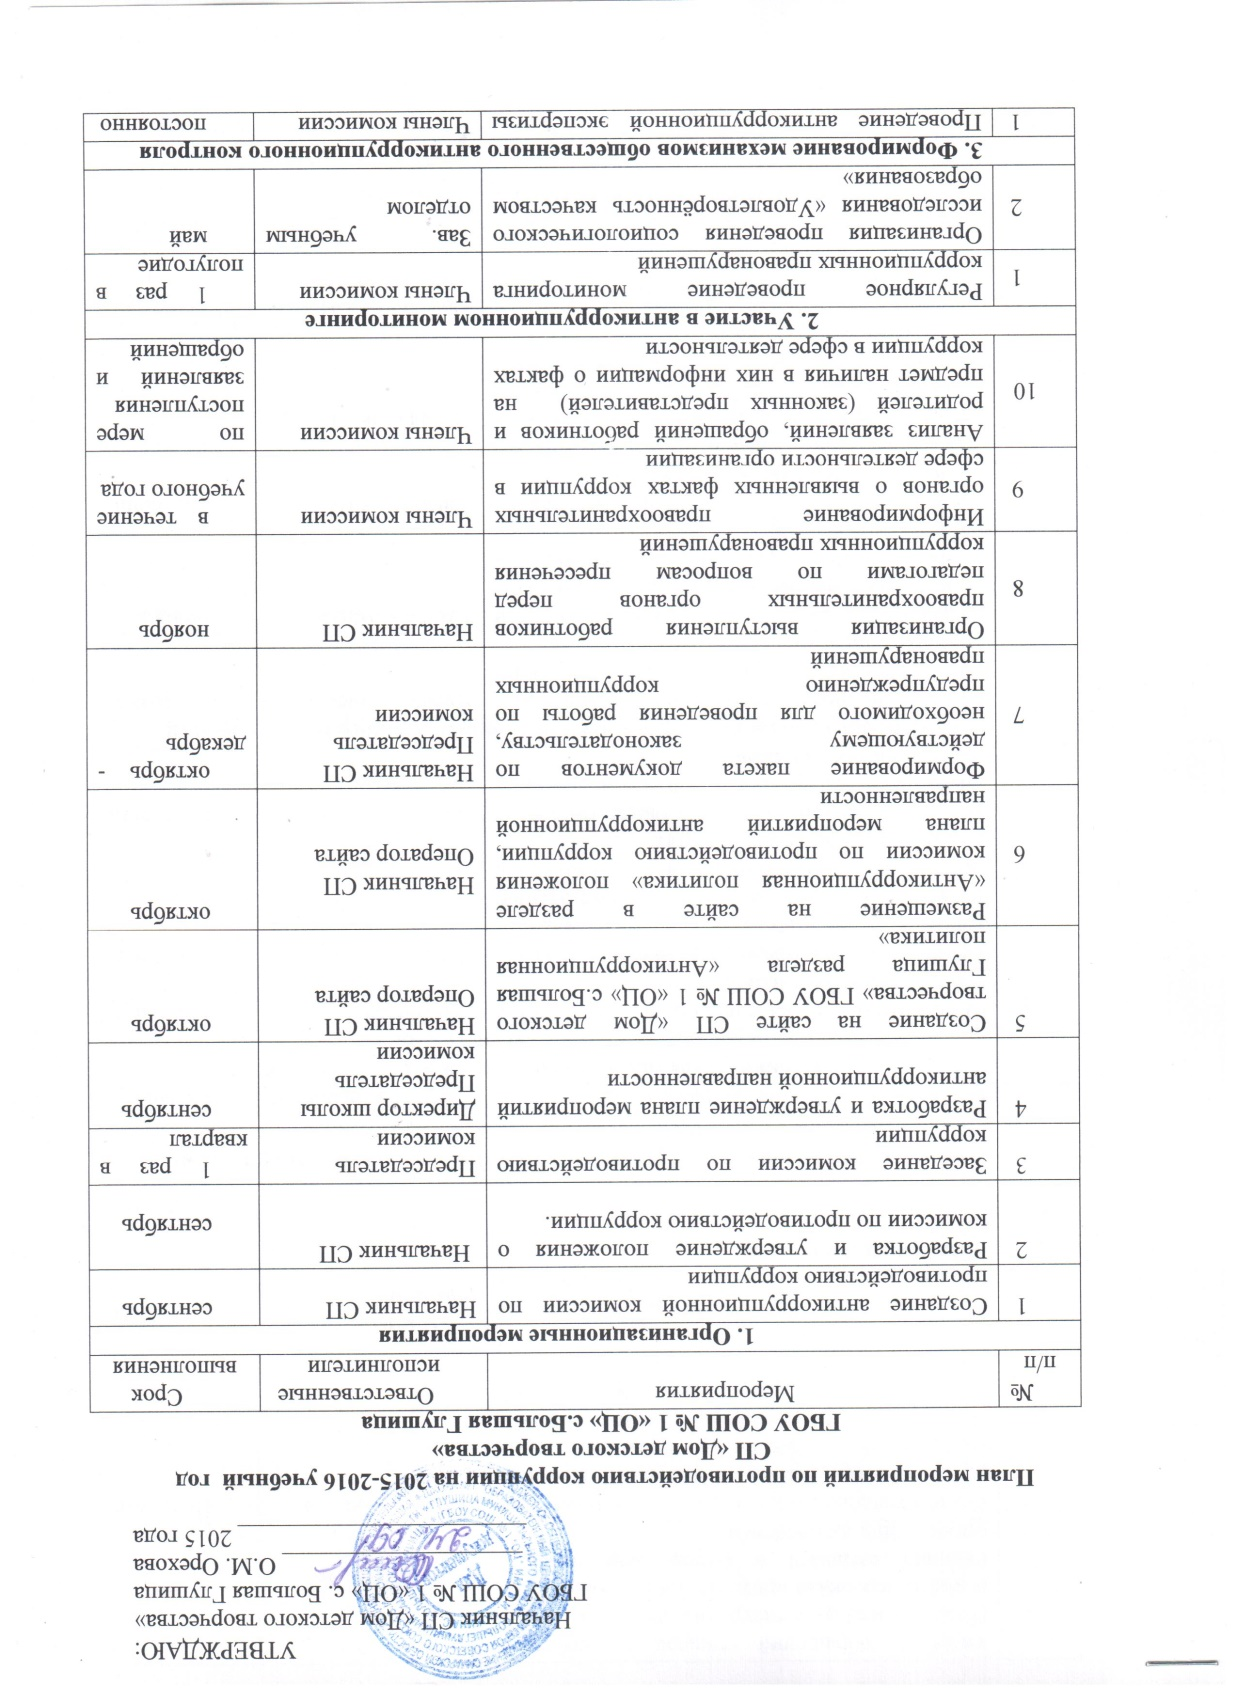 УТВЕРЖДАЮ:
Начальник СП «Дом детского творчества»
ГБОУ СОШ № 1 «ОЦ» с. Большая Глушица
О.М. Орехова
24 09 2015 года
План мероприятий по противодействию коррупции на 2015-2016 учебный год
СП «Дом детского творчества»
ГБОУ СОШ № 1 «ОЦ» с.Большая Глушица
№ п/п
Мероприятия
Ответственные исполнители
Срок выполнения
1. Организационные мероприятия
1
Создание антикоррупционной комиссии по
противодействию коррупции
Начальник СП
сентябрь
2
Разработка и утверждение положения о
комиссии по противодействию коррупции.
Начальник СП
сентябрь
3
Заседание комиссии по противодействию
коррупции
Председатель
комиссии
1 раз в
квартал
4
Разработка и утверждение плана мероприятий
антикоррупционной направленности
Директор школы
Председатель
комиссии
сентябрь
5
Создание на сайте СП «Дом детского
творчества» ГБОУ СОШ № 1 «ОЦ» с.Большая
Глушица раздела «Антикоррупционная
политика»
Начальник СП
Оператор сайта
октябрь
6
Размещение на сайте в разделе
«Антикоррупционная политика» положения
комиссии по противодействию коррупции,
плана мероприятий антикоррупционной
направленности
Начальник СП
Оператор сайта
октябрь
7
Формирование пакета документов по
действующему законодательству,
необходимого для проведения работы по
предупреждению коррупционных
правонарушений
Начальник СП
Председатель
комиссии
октябрь -
декабрь
8
Организация выступления работников
правоохранительных органов перед
педагогами по вопросам пресечения
коррупционных правонарушений
Начальник СП
ноябрь
9
Информирование правоохранительных
органов о выявленных фактах коррупции в
сфере деятельности организации
Члены комиссии
в течение
учебного года
10
Анализ заявлений, обращений работников и
родителей (законных представителей) на
предмет наличия в них информации о фактах
коррупции в сфере деятельности
Члены комиссии
по мере
поступления
заявлений и
обращений
2. Участие в антикоррупционном мониторинге
1
Регулярное проведение мониторинга
коррупционных правонарушений
Члены комиссии
1 раз в
полугодие
2
Организация проведения социологического
исследования «Удовлетворённость качеством
образования»
Зав. учебным
отделом
май
3. Формирование механизмов общественного антикоррупционного контроля
1
Проведение антикоррупционной экспертизы
Члены комиссии
постоянно